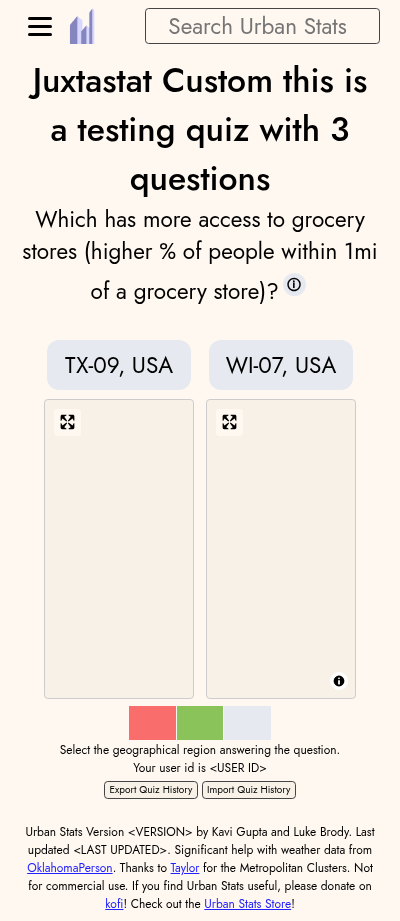 Search Urban Stats
Juxtastat Custom this is
a testing quiz with 3
questions
Which has more access to grocery
stores (higher % of people within 1mi
of a grocery store)?
TX-09, USA
WI-07, USA
Select the geographical region answering the question.
Your user id is <USER ID>
Export Quiz History
Import Quiz History
Urban Stats Version <VERSION> by Kavi Gupta and Luke Brody. Last
updated <LAST UPDATED>. Significant help with weather data from
OklahomaPerson. Thanks to Taylor for the Metropolitan Clusters. Not
for commercial use. If you find Urban Stats useful, please donate on
kofi! Check out the Urban Stats Store!